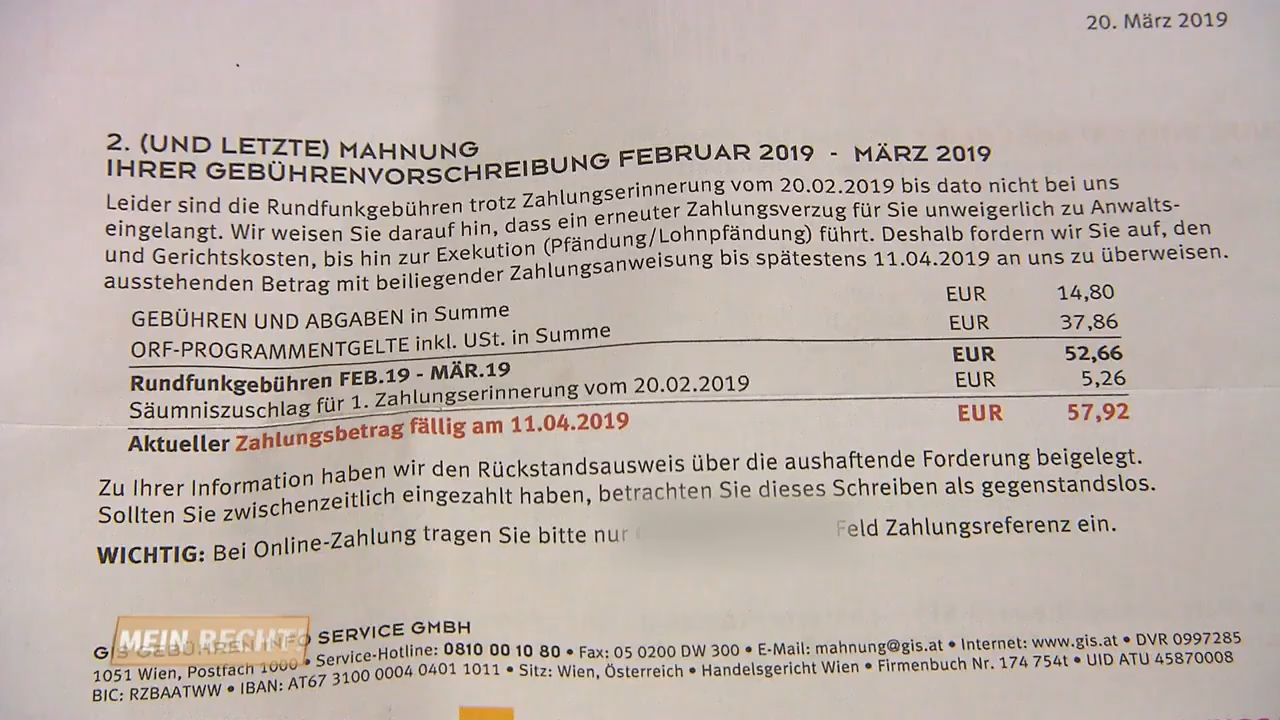 20. März 2019
2. (UND LETZTE) MAHNUNG
IHRER GEBÜHRENVORSCHREIBUNG FEBRUAR 2019 - MÄRZ 2019
Leider sind die Rundfunkgebühren trotz Zahlungserinnerung vom 20.02.2019 bis dato nicht bei uns
eingelangt. Wir weisen Sie darauf hin, dass ein erneuter Zahlungsverzug für Sie unweigerlich zu Anwalts-
und Gerichtskosten, bis hin zur Exekution (Pfändung/Lohnpfändung) führt. Deshalb fordern wir Sie auf, den
ausstehenden Betrag mit beiliegender Zahlungsanweisung bis spätestens 11.04.2019 an uns zu überweisen.
GEBÜHREN UND ABGABEN in Summe EUR 14,80
ORF-PROGRAMMENTGELTE inkl. USt. in Summe EUR 37,86
Rundfunkgebühren FEB.19 - MÄR.19 EUR 52,66
Säumniszuschlag für 1. Zahlungserinnerung vom 20.02.2019 EUR 5,26
Aktueller Zahlungsbetrag fällig am 11.04.2019 EUR 57,92
Zu Ihrer Information haben wir den Rückstandsausweis über die aushaftende Forderung beigelegt.
Sollten Sie zwischenzeitlich eingezahlt haben, betrachten Sie dieses Schreiben als gegenstandslos.
WICHTIG: Bei Online-Zahlung tragen Sie bitte nur Feld Zahlungsreferenz ein.
MEIN RECHT
GIS GEBÜHREN INFO SERVICE GMBH
1051 Wien, Postfach 1000 • Service-Hotline: 0810 00 10 80 • Fax: 05 0200 DW 300 • E-Mail: mahnung@gis.at • Internet: www.gis.at • DVR 0997285
BIC: RZBAATWW • IBAN: AT67 3100 0004 0401 1011 • Sitz: Wien, Österreich • Handelsgericht Wien • Firmenbuch Nr. 174 754t • UID ATU 45870008